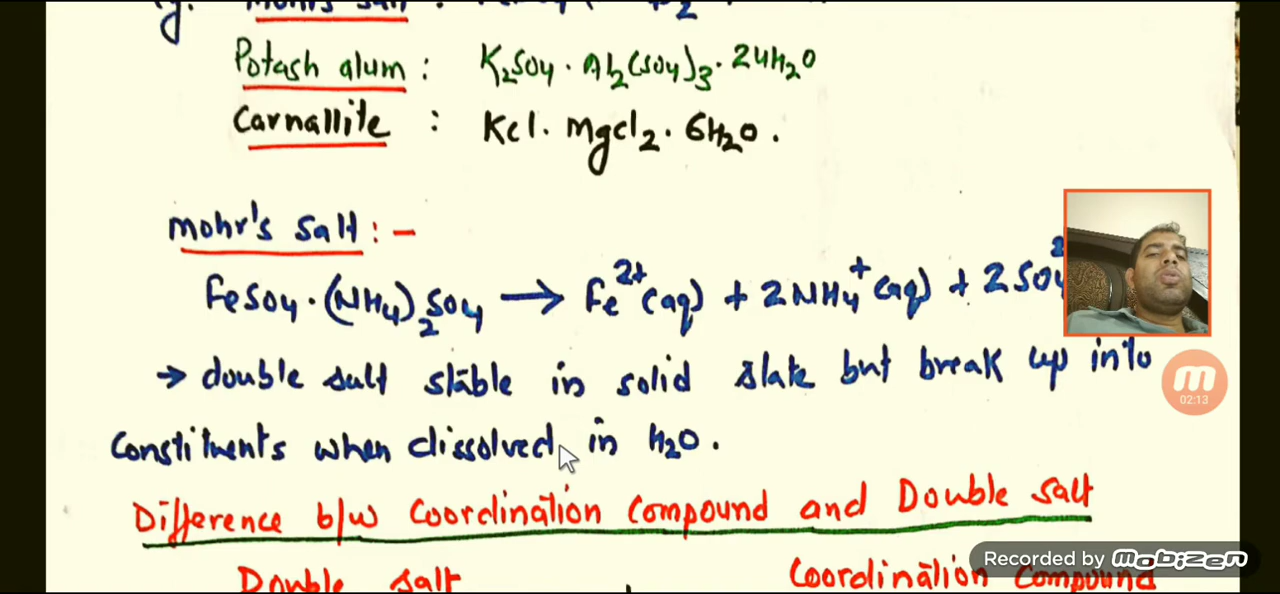 Potash alum : K₂SO4 · Al₂(SO4)₃ · 24H₂O
Carnallite : KCl. MgCl₂ · 6H₂O.
Mohr's salt :-
FeSO4 · (NH4)₂SO4 → Fe²⁺(aq) + 2NH4⁺(aq) + 2SO4
→ double salt stable in solid state but break up into
Constituents when dissolved in H₂O.
Difference b/w Coordination Compound and Double salt
Double salt Coordination Compound
Recorded by mobizen
02:13